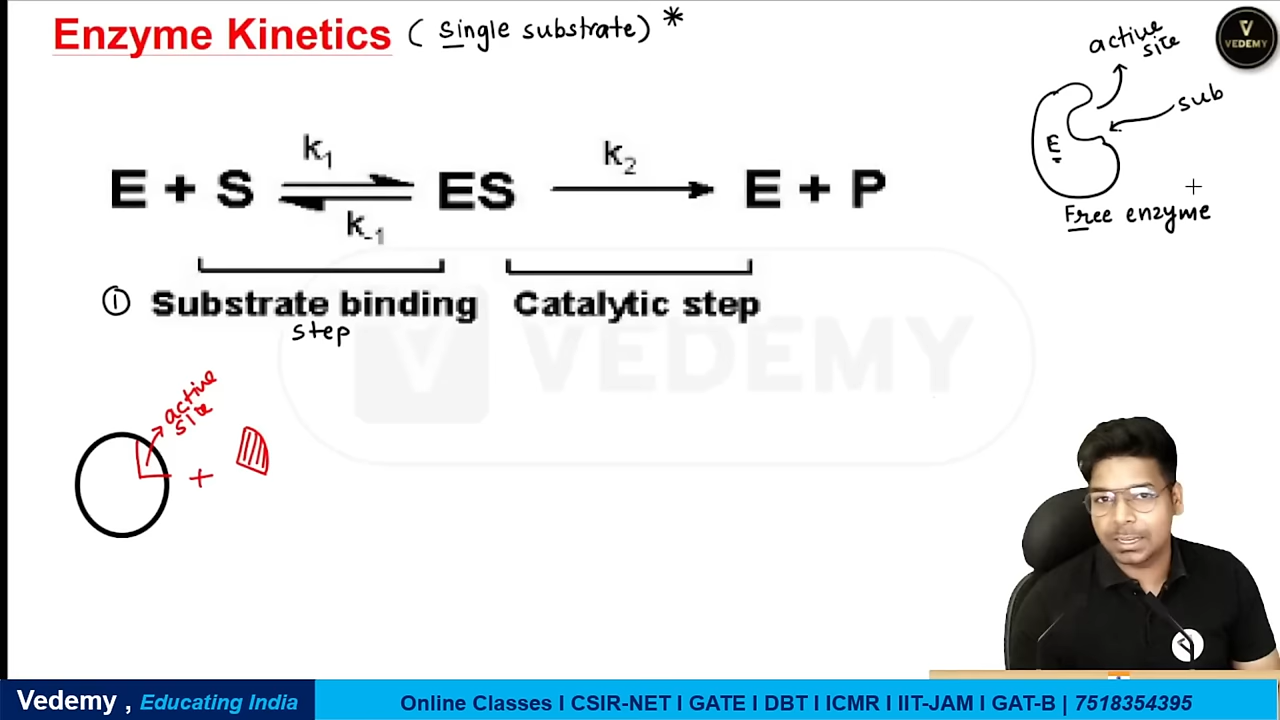 Enzyme Kinetics ( Single substrate) *
active
site
VEDEMY
sub
E
Free enzyme
+
k1
E + S
ES
k2
E + P
k-1
① Substrate binding
step
Catalytic step
VEDEMY
active
site
+
Vedemy , Educating India
Online Classes I CSIR-NET I GATE I DBT I ICMR I IIT-JAM I GAT-B | 7518354395